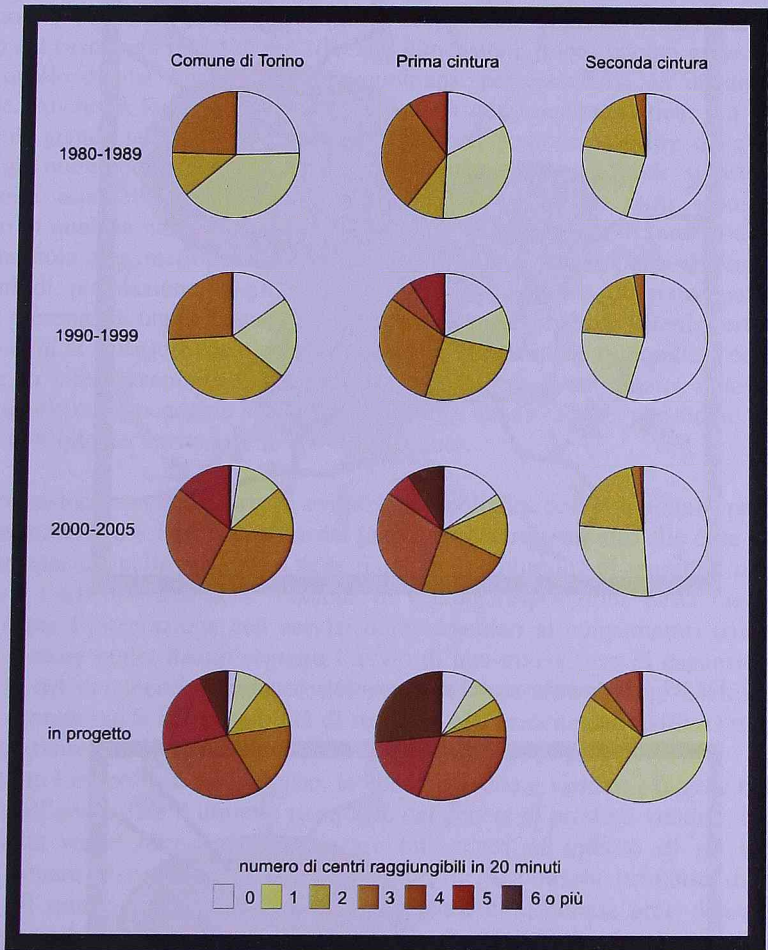 Comune di Torino Prima cintura Seconda cintura
1980-1989
1990-1999
2000-2005
in progetto
numero di centri raggiungibili in 20 minuti
0 1 2 3 4 5 6 o più